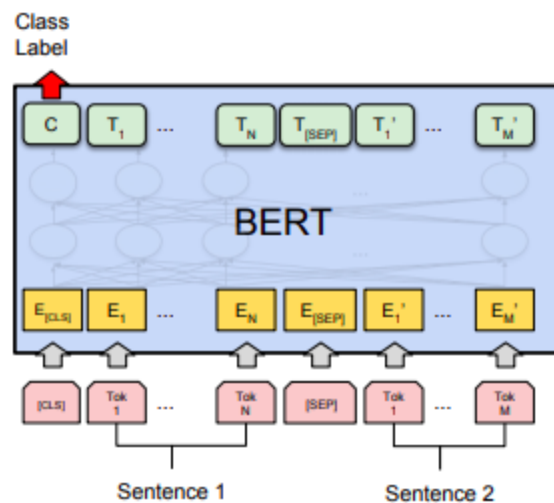 Class
Label
C T1 ... TN T[SEP] T1' ... TM'
...
BERT
...
E[CLS] E1 ... EN E[SEP] E1' ... EM'
[CLS] Tok 1 ... Tok N [SEP] Tok 1 ... Tok M
Sentence 1 Sentence 2